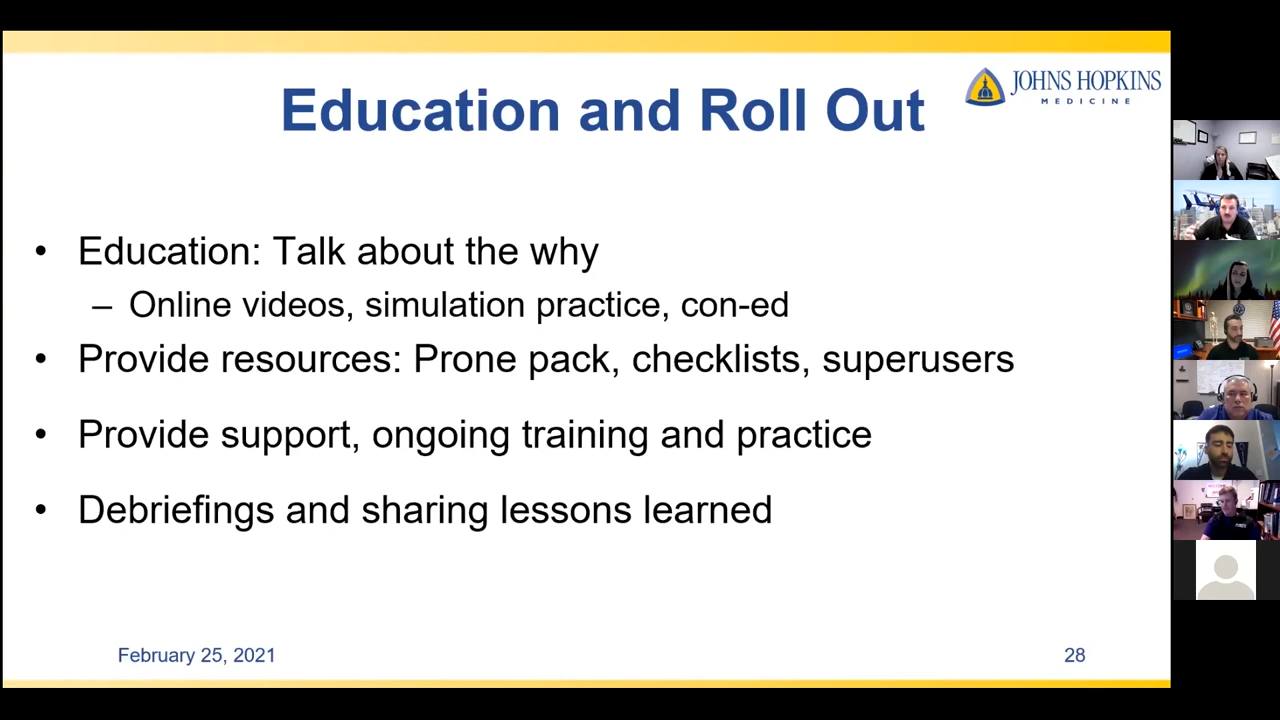 JOHNS HOPKINS
MEDICINE
Education and Roll Out
• Education: Talk about the why
– Online videos, simulation practice, con-ed
• Provide resources: Prone pack, checklists, superusers
• Provide support, ongoing training and practice
• Debriefings and sharing lessons learned
February 25, 2021
28